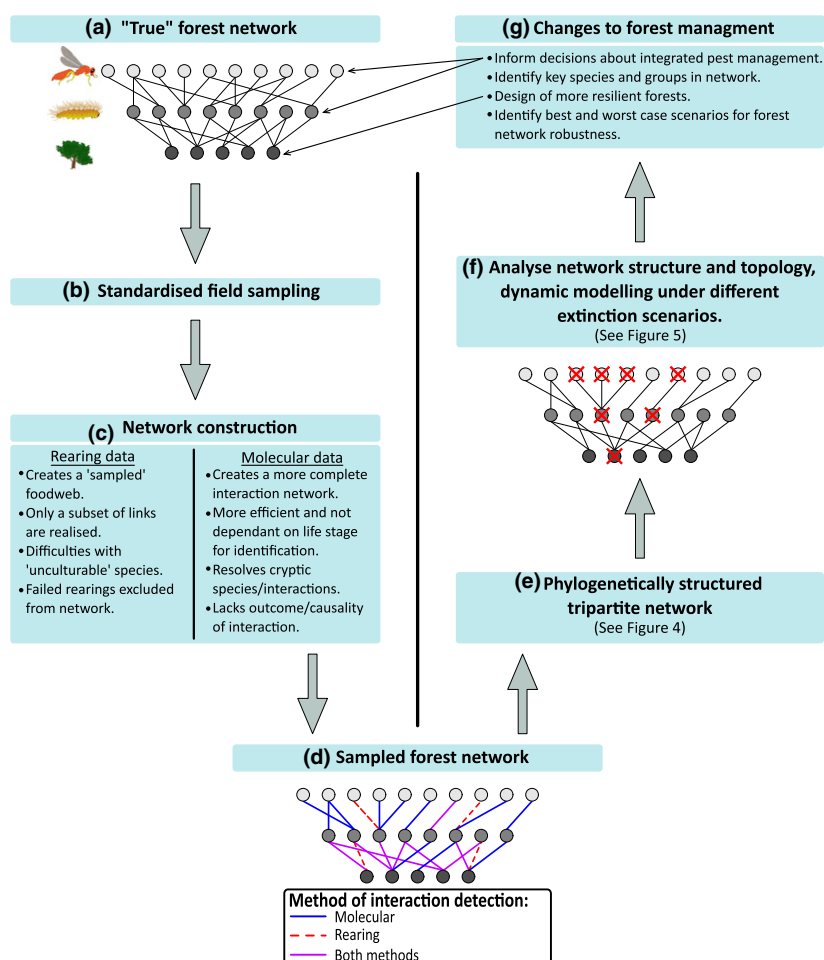 (a) "True" forest network
(b) Standardised field sampling
(c) Network construction
Rearing data
•Creates a 'sampled'
foodweb.
•Only a subset of links
are realised.
•Difficulties with
'unculturable' species.
•Failed rearings excluded
from network.
Molecular data
•Creates a more complete
interaction network.
•More efficient and not
dependant on life stage
for identification.
•Resolves cryptic
species/interactions.
•Lacks outcome/causality
of interaction.
(d) Sampled forest network
Method of interaction detection:
Molecular
Rearing
Both methods
(e) Phylogenetically structured
tripartite network
(See Figure 4)
(f) Analyse network structure and topology,
dynamic modelling under different
extinction scenarios.
(See Figure 5)
(g) Changes to forest managment
•Inform decisions about integrated pest management.
•Identify key species and groups in network.
•Design of more resilient forests.
•Identify best and worst case scenarios for forest
network robustness.